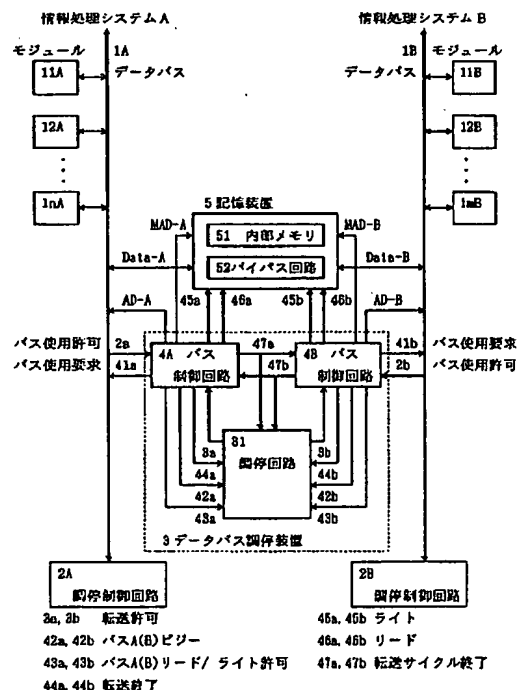 情報処理システムA
情報処理システムB
モジュール
1A
データバス
1B
データバス
モジュール
11A
11B
12A
12B
1nA
1mB
5 記憶装置
MAD-A
MAD-B
51 内部メモリ
52バイパス回路
Data-A
Data-B
45a
46a
45b
46b
AD-A
AD-B
バス使用許可
2a
バス使用要求
41a
4A バス
制御回路
47a
47b
4B バス
制御回路
41b
バス使用要求
2b
バス使用許可
3a
3b
31
調停回路
44a
44b
42a
42b
43a
43b
3 データバス調停装置
2A
調停制御回路
2B
調停制御回路
3a, 3b 転送許可
42a, 42b バスA(B)ビジー
43a, 43b バスA(B)リード/ ライト許可
44a, 44b 転送終了
45a, 45b ライト
46a, 46b リード
47a, 47b 転送サイクル終了